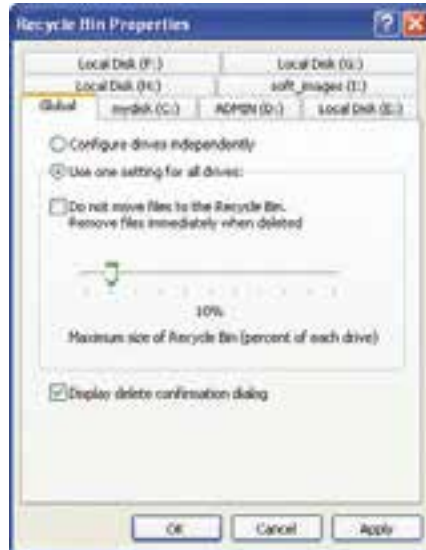 Recycle Bin Properties
Local Disk (F:) Local Disk (G:)
Local Disk (H:) soft_images (I:)
Global mydisk (C:) ADMIN (D:) Local Disk (E:)
Configure drives independently
Use one setting for all drives:
Do not move files to the Recycle Bin.
Remove files immediately when deleted
10%
Maximum size of Recycle Bin (percent of each drive)
Display delete confirmation dialog
OK Cancel Apply